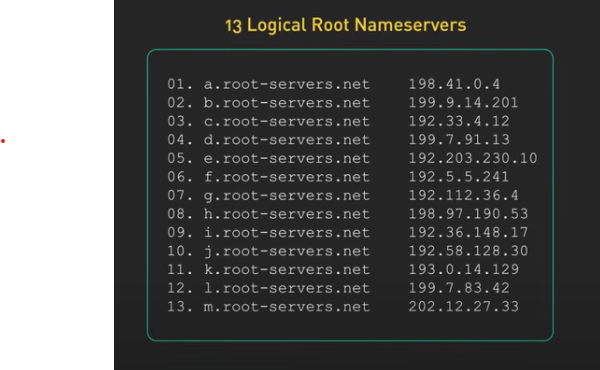 13 Logical Root Nameservers
01. a.root-servers.net 198.41.0.4
02. b.root-servers.net 199.9.14.201
03. c.root-servers.net 192.33.4.12
04. d.root-servers.net 199.7.91.13
05. e.root-servers.net 192.203.230.10
06. f.root-servers.net 192.5.5.241
07. g.root-servers.net 192.112.36.4
08. h.root-servers.net 198.97.190.53
09. i.root-servers.net 192.36.148.17
10. j.root-servers.net 192.58.128.30
11. k.root-servers.net 193.0.14.129
12. l.root-servers.net 199.7.83.42
13. m.root-servers.net 202.12.27.33